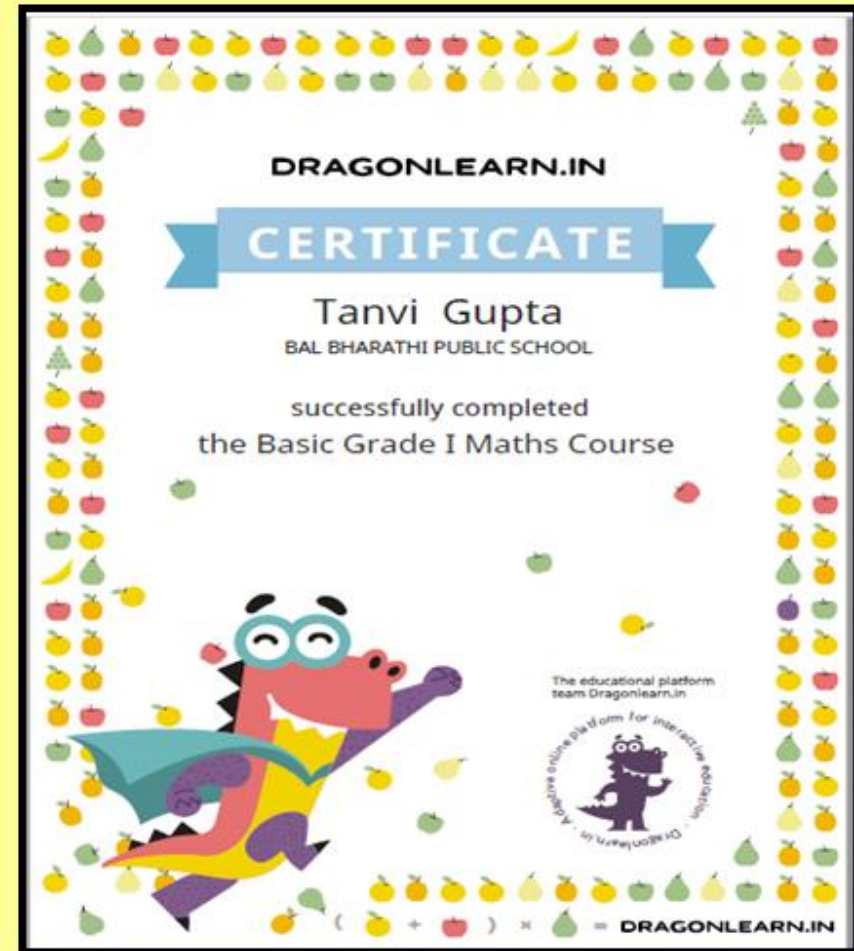 DRAGONLEARN.IN
CERTIFICATE
Tanvi Gupta
BAL BHARATHI PUBLIC SCHOOL
successfully completed
the Basic Grade I Maths Course
The educational platform
team Dragonlearn.in
Adaptive online platform for interactive education · Dragonlearn.in ·
( + ) × = DRAGONLEARN.IN